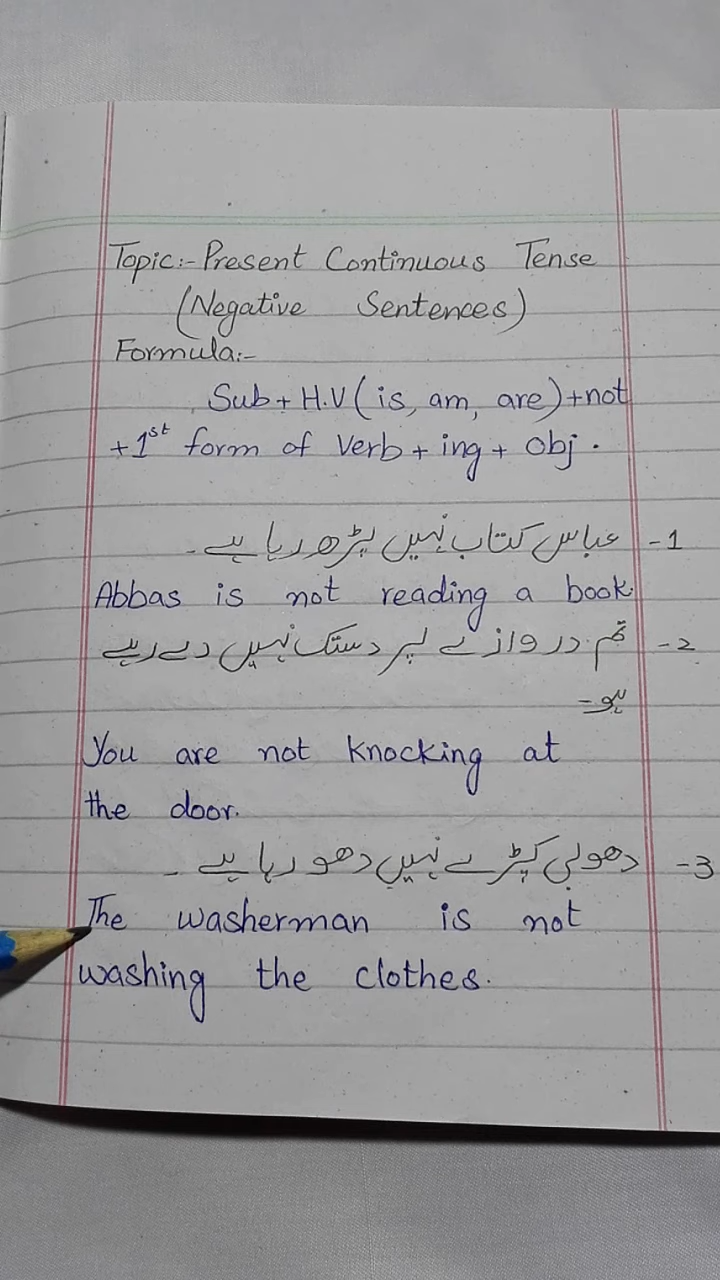 Topic:- Present Continuous Tense
(Negative Sentences)
Formula:-
Sub + H.V (is, am, are) + not
+ 1st form of Verb + ing + obj.
1- عباس کتاب نہیں پڑھ رہا ہے۔
Abbas is not reading a book.
2- تم دروازے پر دستک نہیں دے رہے
ہو۔
You are not knocking at
the door.
3- دھوبی کپڑے نہیں دھو رہا ہے۔
The washerman is not
washing the clothes.